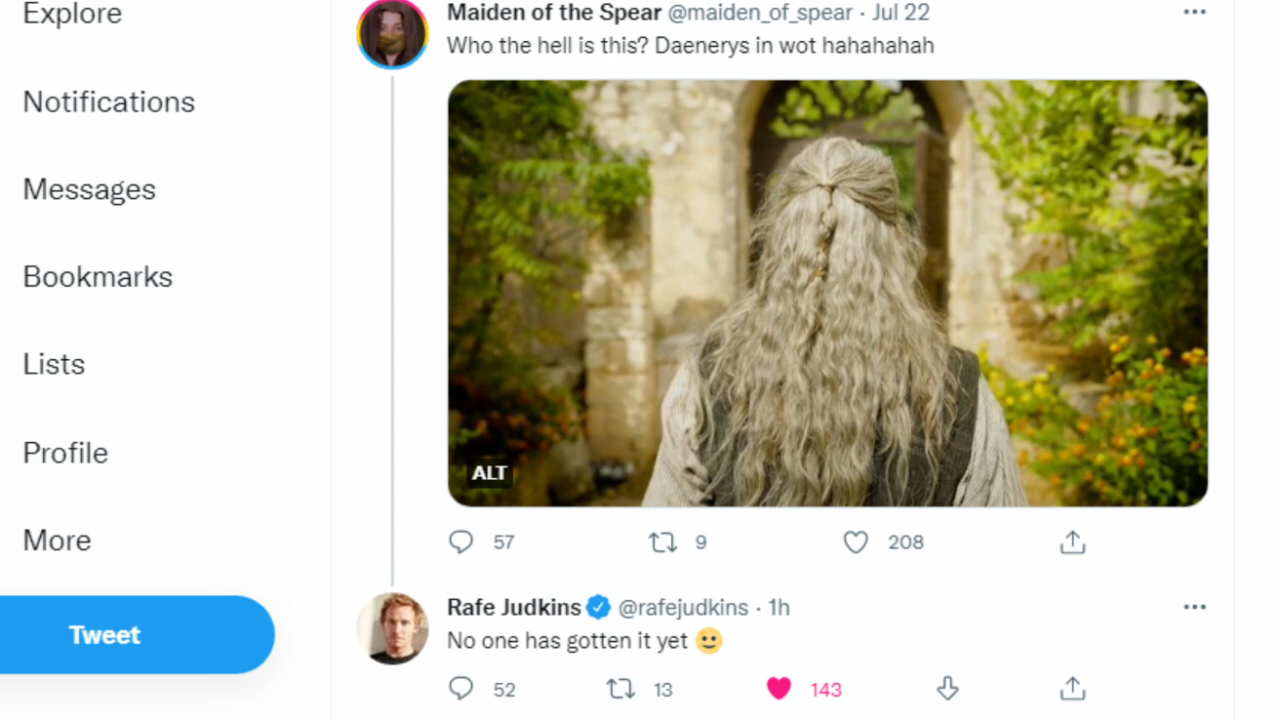 Explore
Notifications
Messages
Bookmarks
Lists
Profile
More
Tweet
Maiden of the Spear @maiden_of_spear · Jul 22
Who the hell is this? Daenerys in wot hahahahah
ALT
57 9 208
Rafe Judkins @rafejudkins · 1h
No one has gotten it yet 🙂
52 13 143